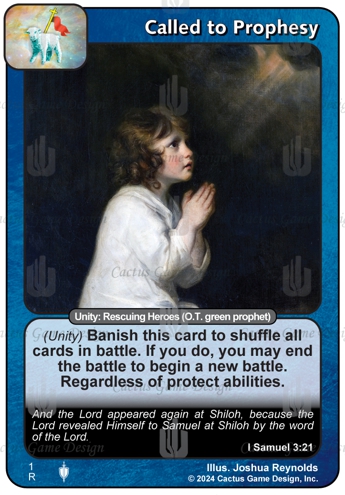 Called to Prophesy
Unity: Rescuing Heroes (O.T. green prophet)
(Unity) Banish this card to shuffle all
cards in battle. If you do, you may end
the battle to begin a new battle.
Regardless of protect abilities.
And the Lord appeared again at Shiloh, because the
Lord revealed Himself to Samuel at Shiloh by the word
of the Lord.
I Samuel 3:21
1
R
Illus. Joshua Reynolds
© 2024 Cactus Game Design, Inc.
Cactus Game Design